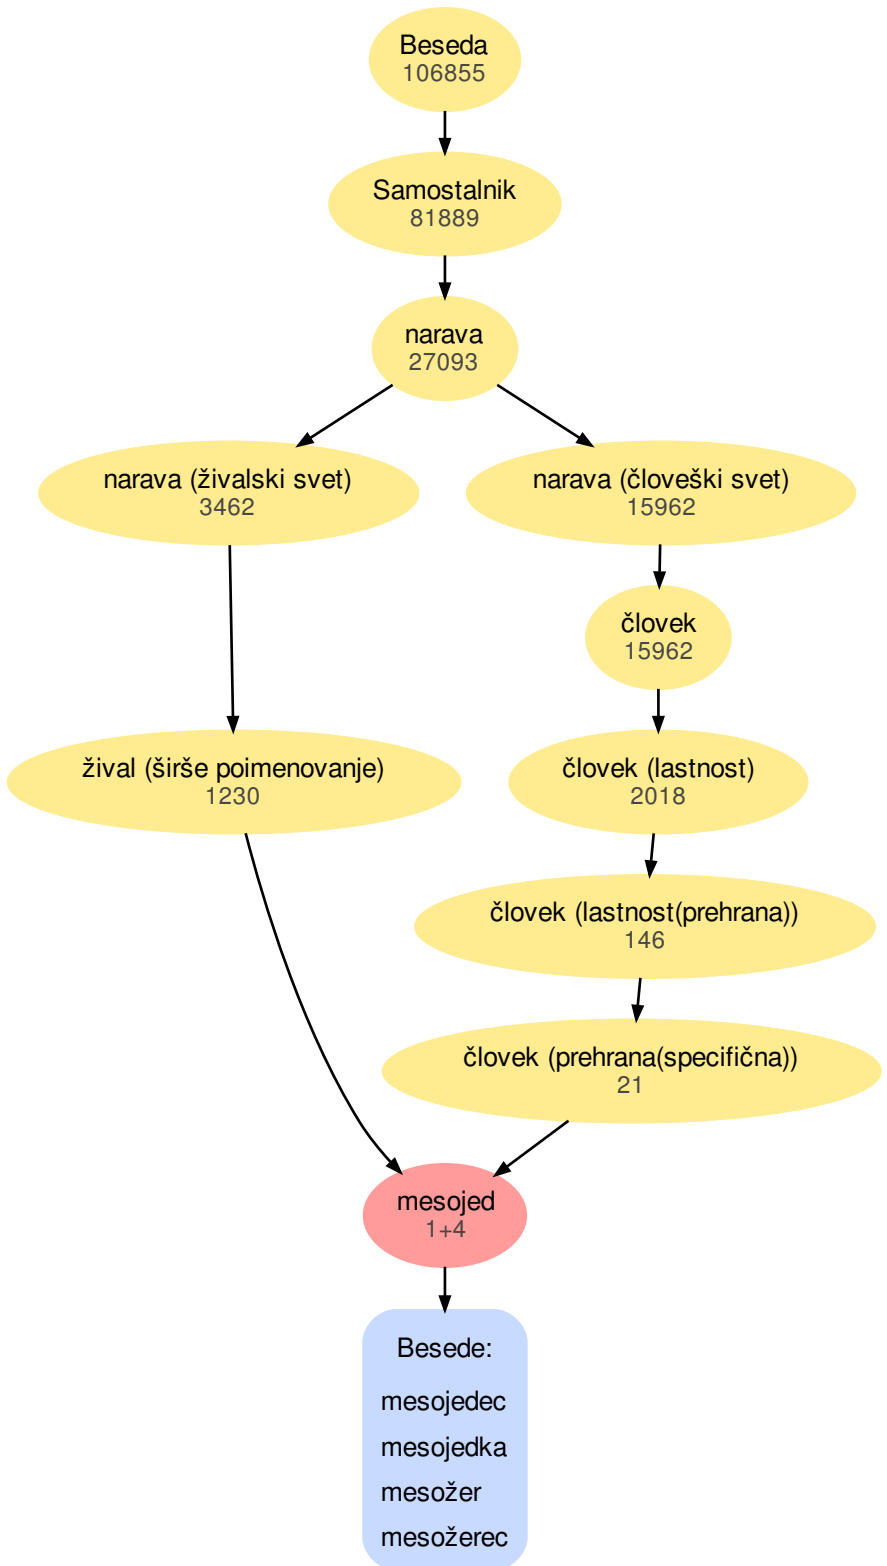 Beseda
106855
Samostalnik
81889
narava
27093
narava (živalski svet)
3462
narava (človeški svet)
15962
človek
15962
žival (širše poimenovanje)
1230
človek (lastnost)
2018
človek (lastnost(prehrana))
146
človek (prehrana(specifična))
21
mesojed
1+4
Besede:
mesojedec
mesojedka
mesožer
mesožerec